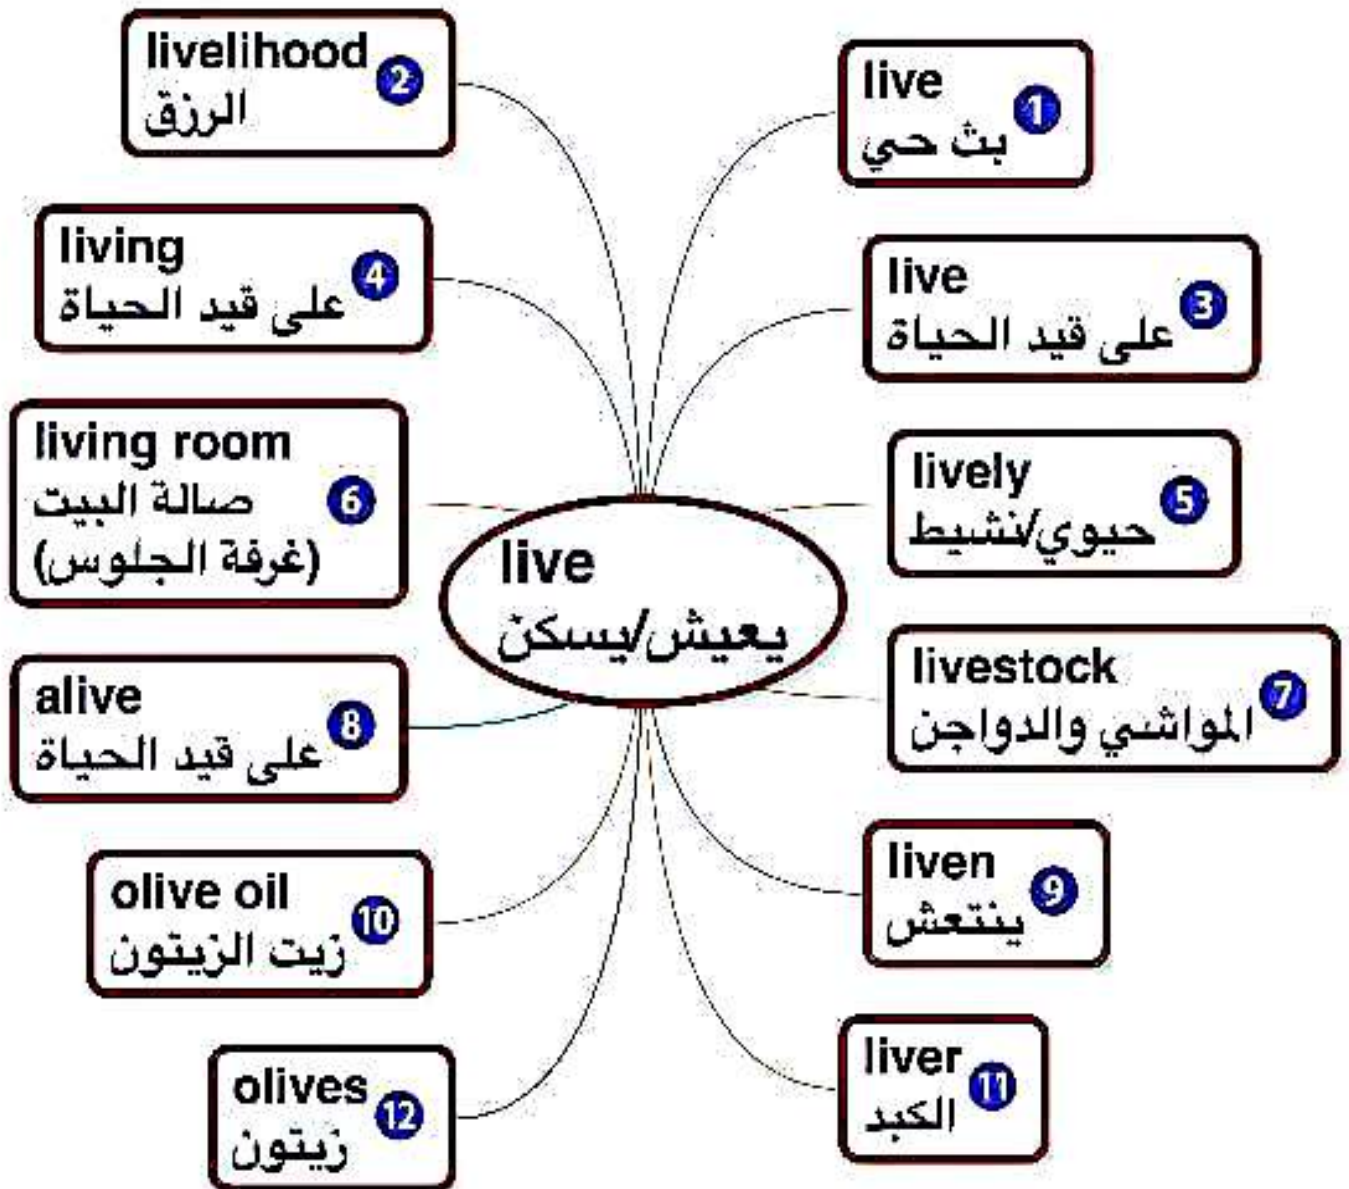 livelihood
الرزق
2
live
بث حي
1
living
على قيد الحياة
4
live
على قيد الحياة
3
living room
صالة البيت
(غرفة الجلوس)
6
lively
حيوي/نشيط
5
live
يعيش/يسكن
alive
على قيد الحياة
8
livestock
المواشي والدواجن
7
olive oil
زيت الزيتون
10
liven
ينتعش
9
olives
زيتون
12
liver
الكبد
11